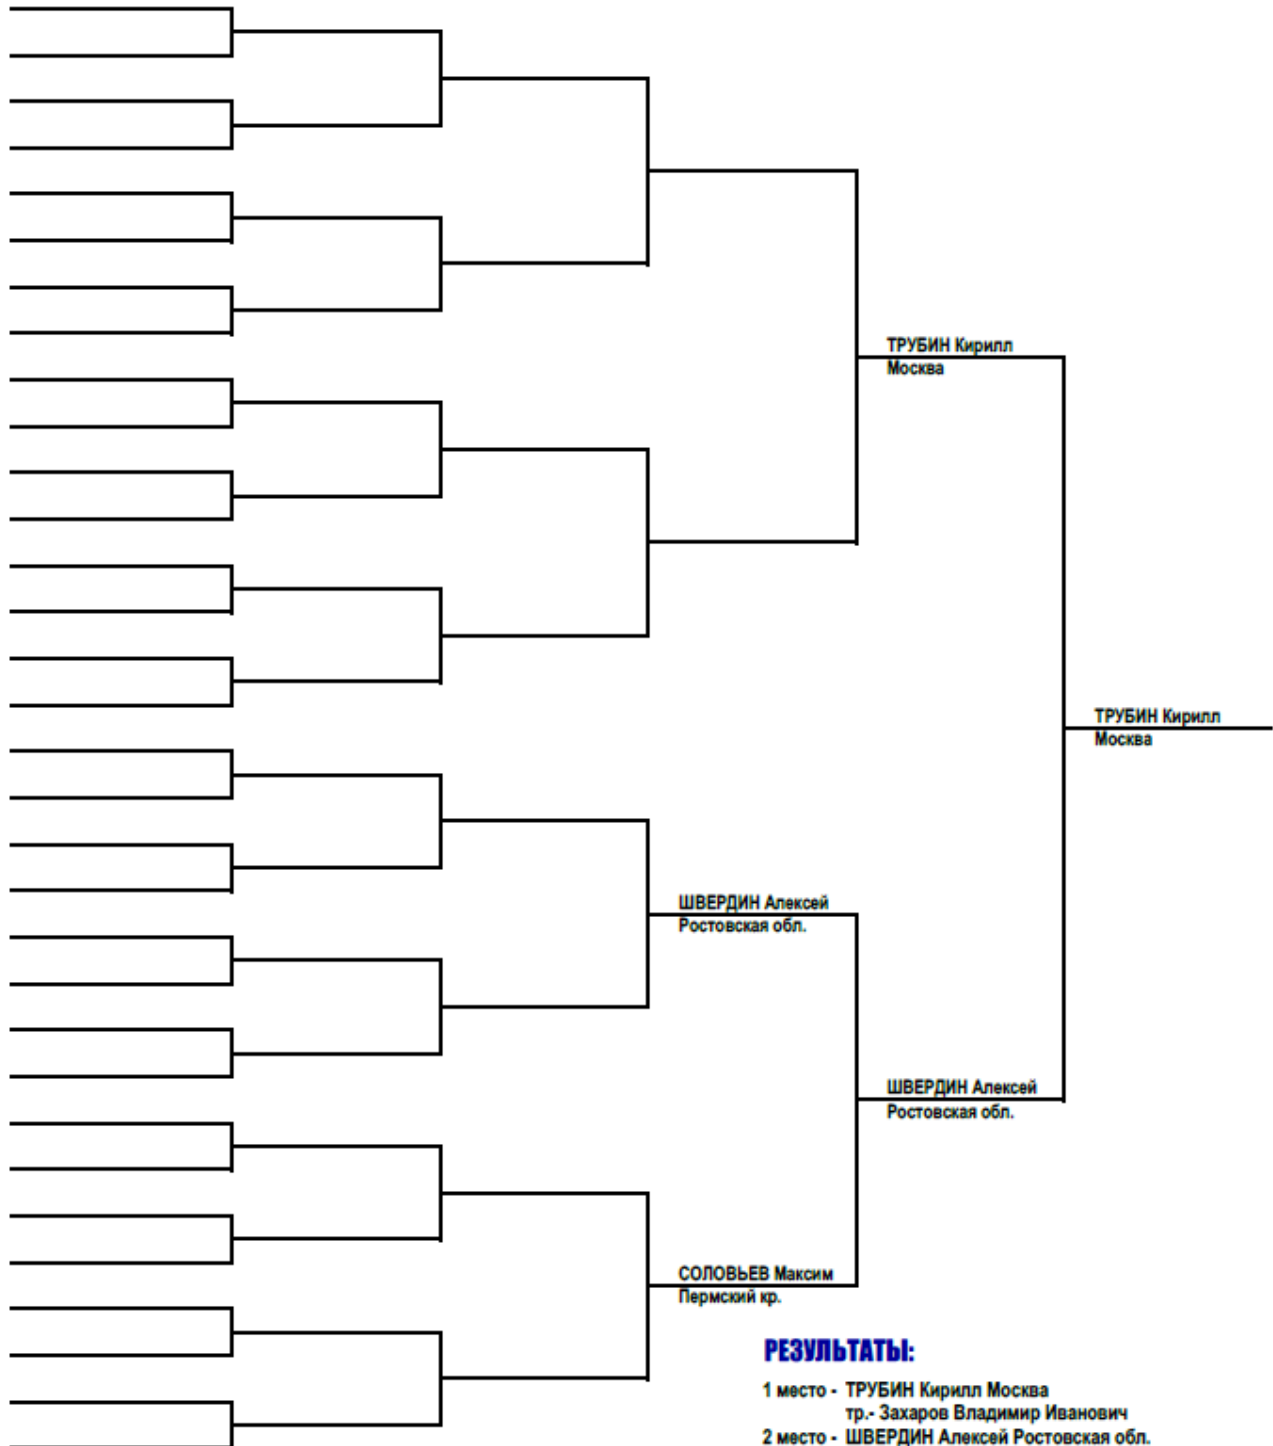 ТРУБИН Кирилл
Москва
ТРУБИН Кирилл
Москва
ШВЕРДИН Алексей
Ростовская обл.
ШВЕРДИН Алексей
Ростовская обл.
СОЛОВЬЕВ Максим
Пермский кр.
РЕЗУЛЬТАТЫ:
1 место - ТРУБИН Кирилл Москва
тр.- Захаров Владимир Иванович
2 место - ШВЕРДИН Алексей Ростовская обл.